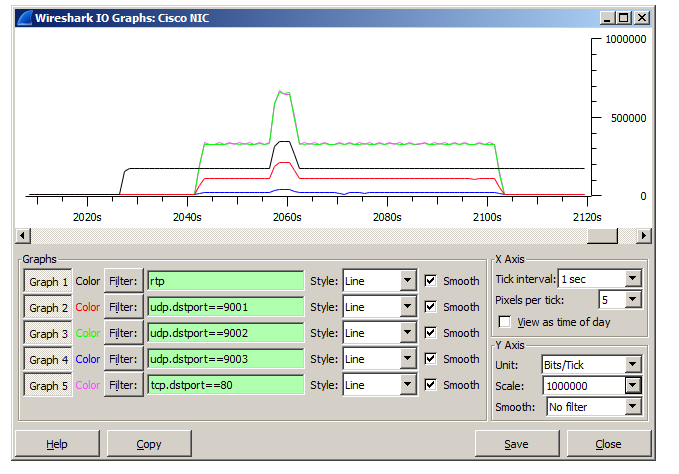 Wireshark IO Graphs: Cisco NIC
1000000
500000
0
2020s 2040s 2060s 2080s 2100s 2120s
Graphs
Graph 1 Color Filter: rtp Style: Line Smooth
Graph 2 Color Filter: udp.dstport==9001 Style: Line Smooth
Graph 3 Color Filter: udp.dstport==9002 Style: Line Smooth
Graph 4 Color Filter: udp.dstport==9003 Style: Line Smooth
Graph 5 Color Filter: tcp.dstport==80 Style: Line Smooth
X Axis
Tick interval: 1 sec
Pixels per tick: 5
View as time of day
Y Axis
Unit: Bits/Tick
Scale: 1000000
Smooth: No filter
Help Copy Save Close